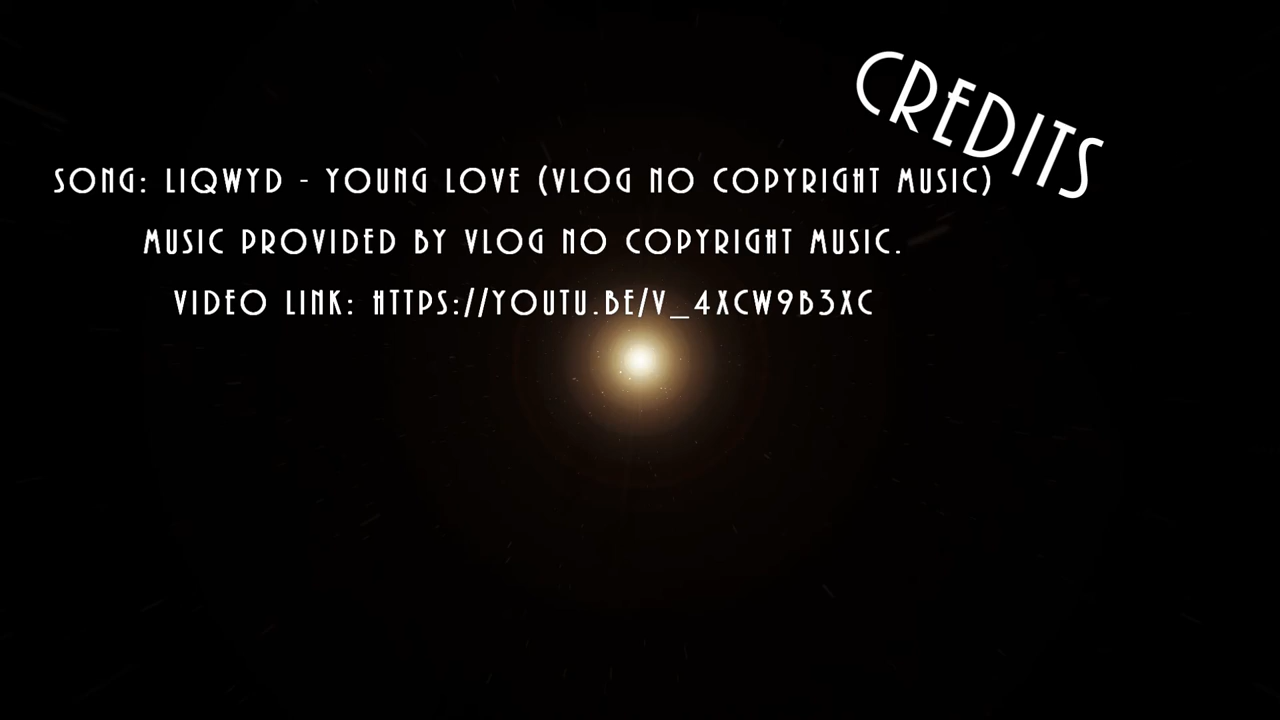 CREDITS
SONG: LIQWYD - YOUNG LOVE (VLOG NO COPYRIGHT MUSIC)
MUSIC PROVIDED BY VLOG NO COPYRIGHT MUSIC.
VIDEO LINK: HTTPS://YOUTU.BE/V_4XCW9B3XC